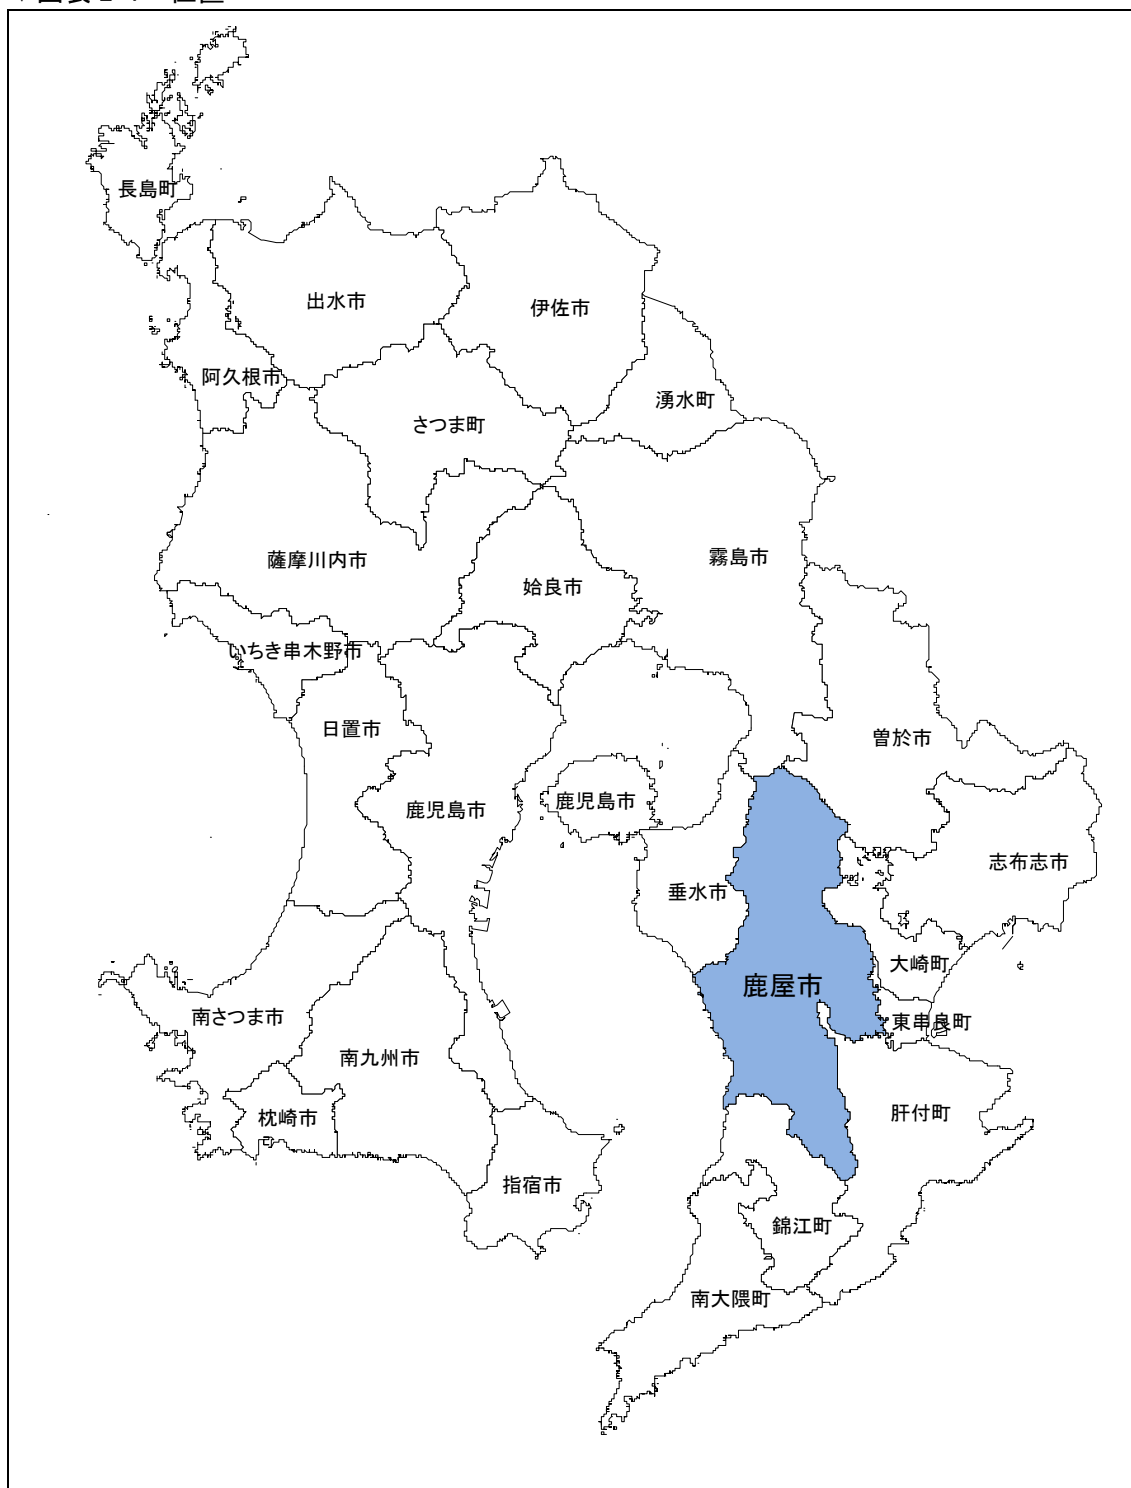 長島町
出水市
伊佐市
阿久根市
湧水町
さつま町
薩摩川内市
霧島市
姶良市
いちき串木野市
日置市
曽於市
鹿児島市
鹿児島市
志布志市
垂水市
大崎町
鹿屋市
南さつま市
東串良町
南九州市
枕崎市
肝付町
指宿市
錦江町
南大隈町